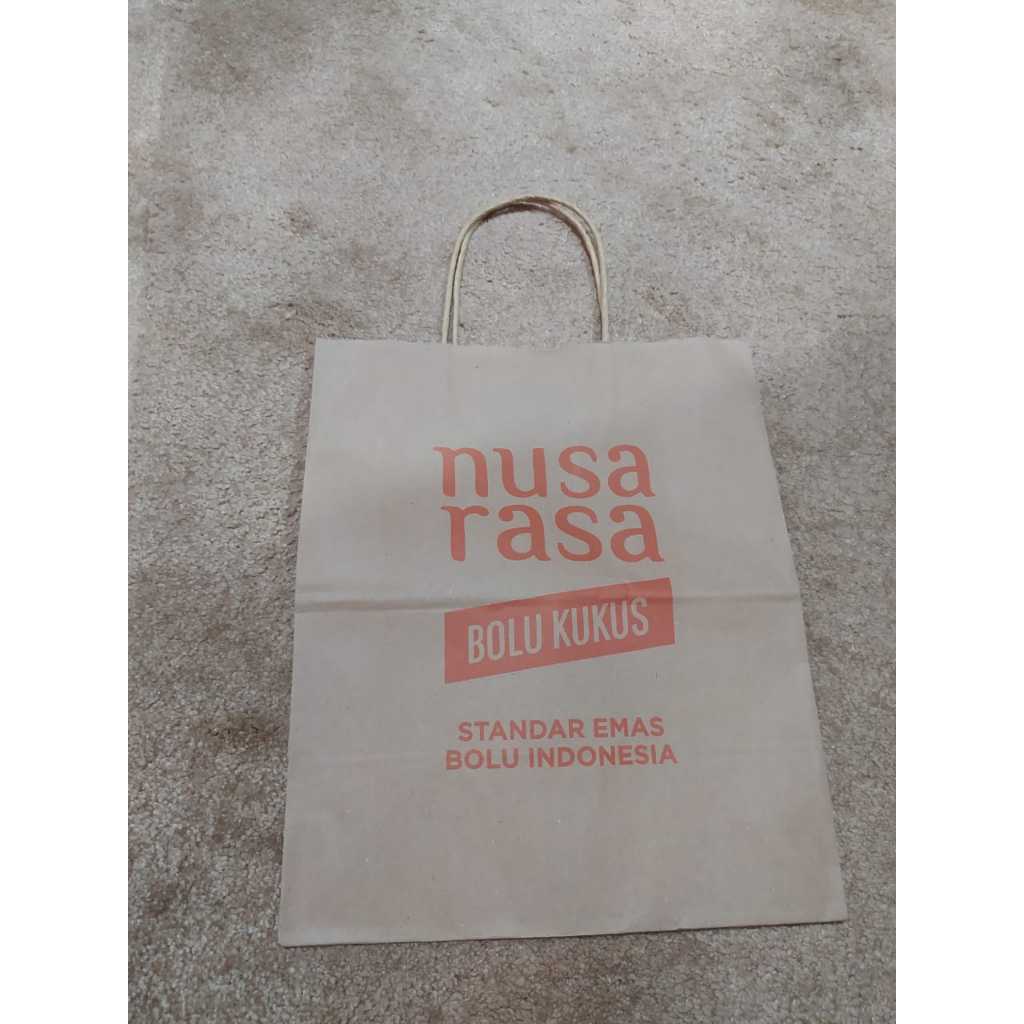 nusa
rasa
BOLU KUKUS
STANDAR EMAS
BOLU INDONESIA